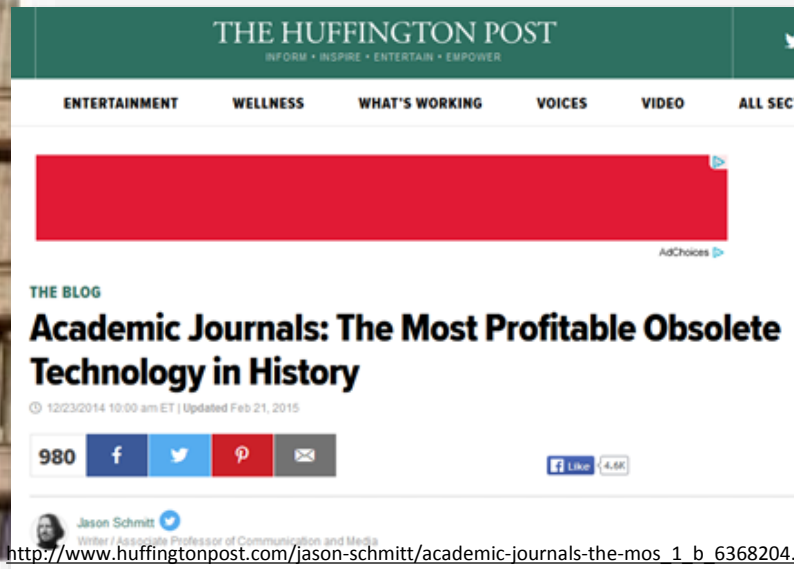 THE HUFFINGTON POST
INFORM • INSPIRE • ENTERTAIN • EMPOWER
ENTERTAINMENT WELLNESS WHAT'S WORKING VOICES VIDEO ALL SEC
AdChoices
THE BLOG
Academic Journals: The Most Profitable Obsolete
Technology in History
12/23/2014 10:00 am ET | Updated Feb 21, 2015
980 f Like 4.6K
Jason Schmitt
Writer / Associate Professor of Communication and Media
http://www.huffingtonpost.com/jason-schmitt/academic-journals-the-mos_1_b_6368204.